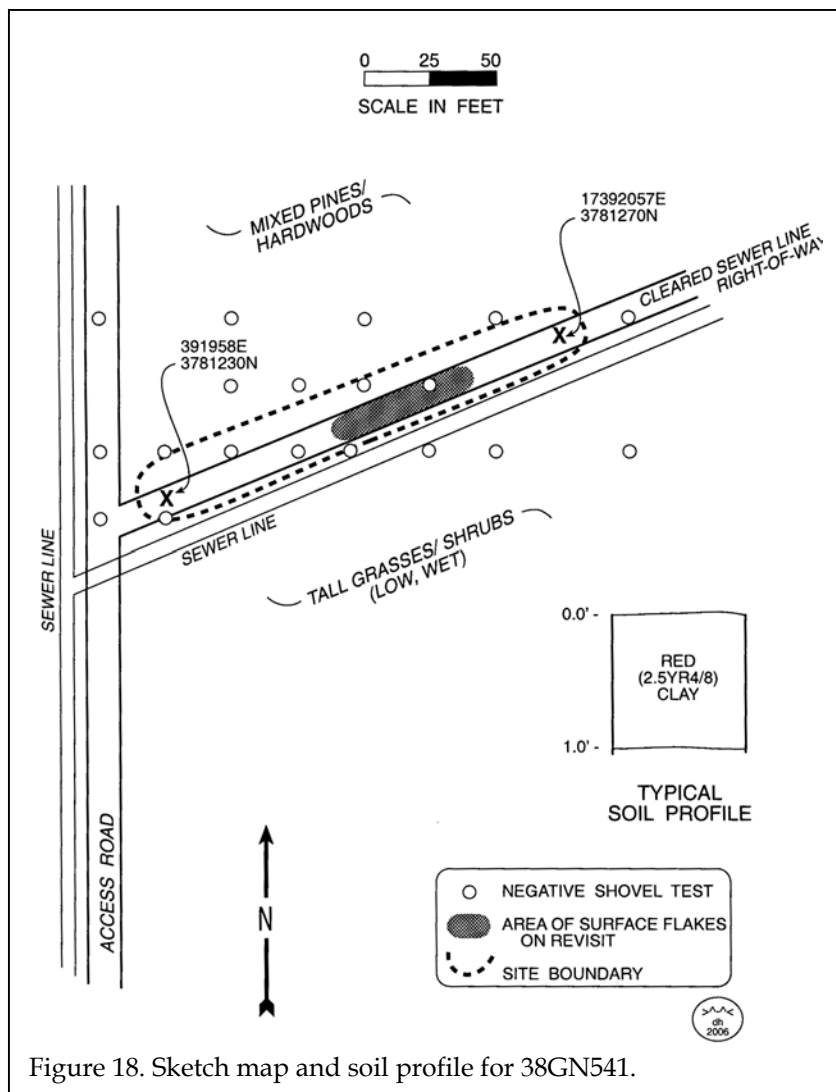 0 25 50
SCALE IN FEET
MIXED PINES/
HARDWOODS
17392057E
3781270N
CLEARED SEWER LINE
RIGHT-OF-WAY
391958E
3781230N
SEWER LINE
SEWER LINE
TALL GRASSES/ SHRUBS
(LOW, WET)
0.0' -
RED
(2.5YR4/8)
CLAY
1.0' -
TYPICAL
SOIL PROFILE
ACCESS ROAD
N
X
X
NEGATIVE SHOVEL TEST
AREA OF SURFACE FLAKES
ON REVISIT
SITE BOUNDARY
dh
2006
Figure 18. Sketch map and soil profile for 38GN541.